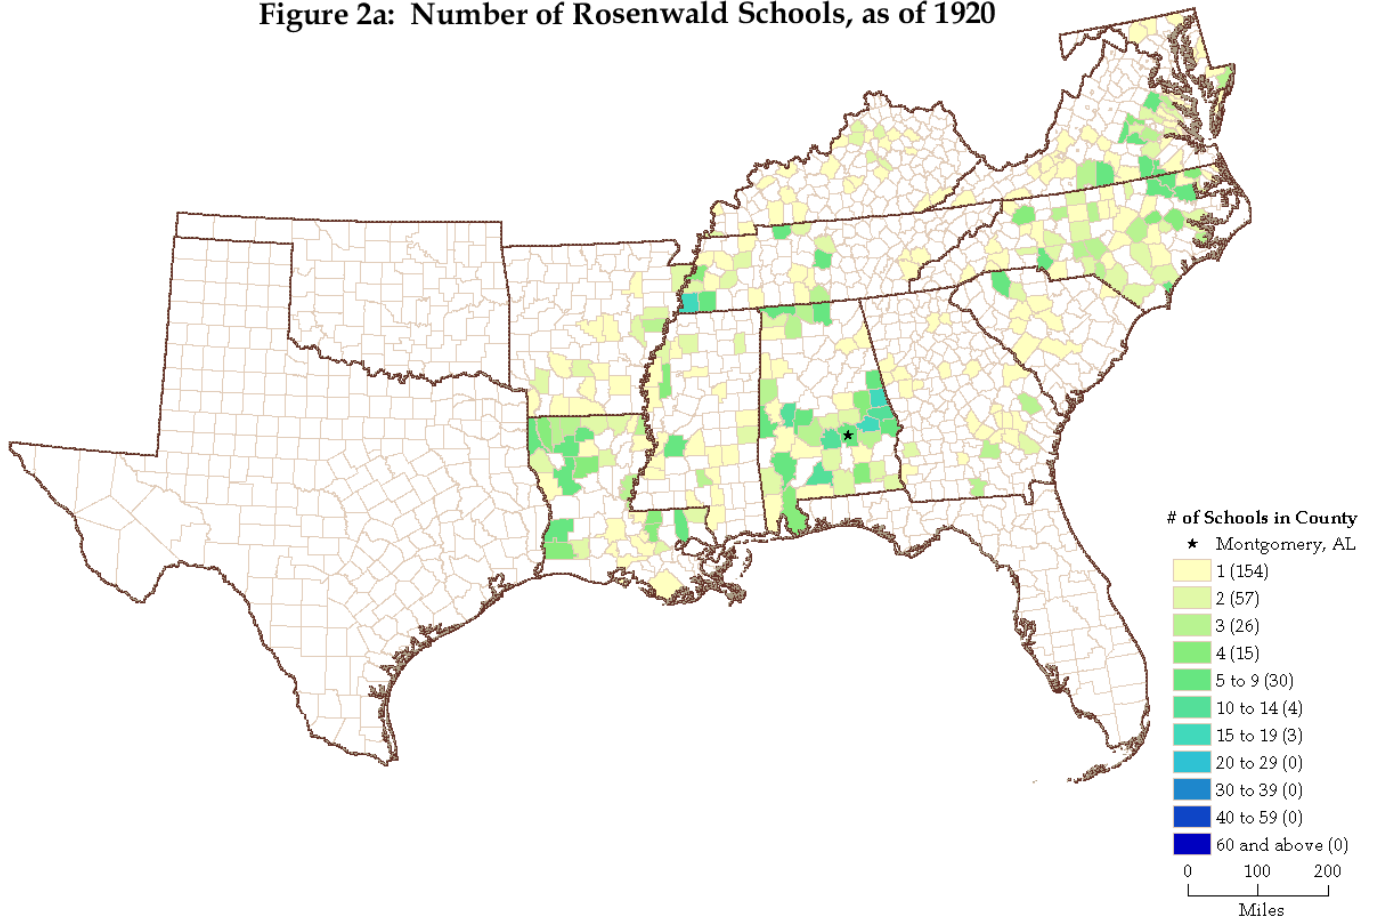 Figure 2a: Number of Rosenwald Schools, as of 1920
# of Schools in County
★ Montgomery, AL
1 (154)
2 (57)
3 (26)
4 (15)
5 to 9 (30)
10 to 14 (4)
15 to 19 (3)
20 to 29 (0)
30 to 39 (0)
40 to 59 (0)
60 and above (0)
0 100 200
Miles